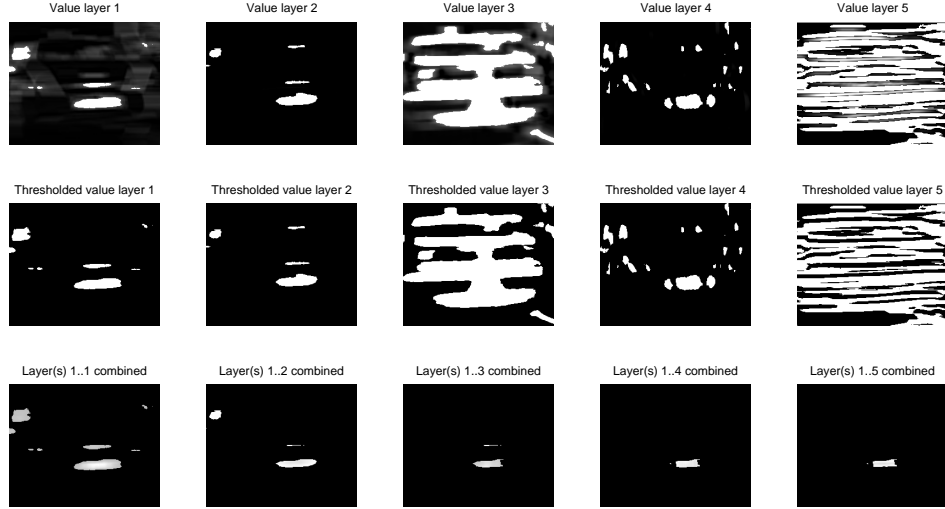 Value layer 1
Value layer 2
Value layer 3
Value layer 4
Value layer 5
Thresholded value layer 1
Thresholded value layer 2
Thresholded value layer 3
Thresholded value layer 4
Thresholded value layer 5
Layer(s) 1..1 combined
Layer(s) 1..2 combined
Layer(s) 1..3 combined
Layer(s) 1..4 combined
Layer(s) 1..5 combined